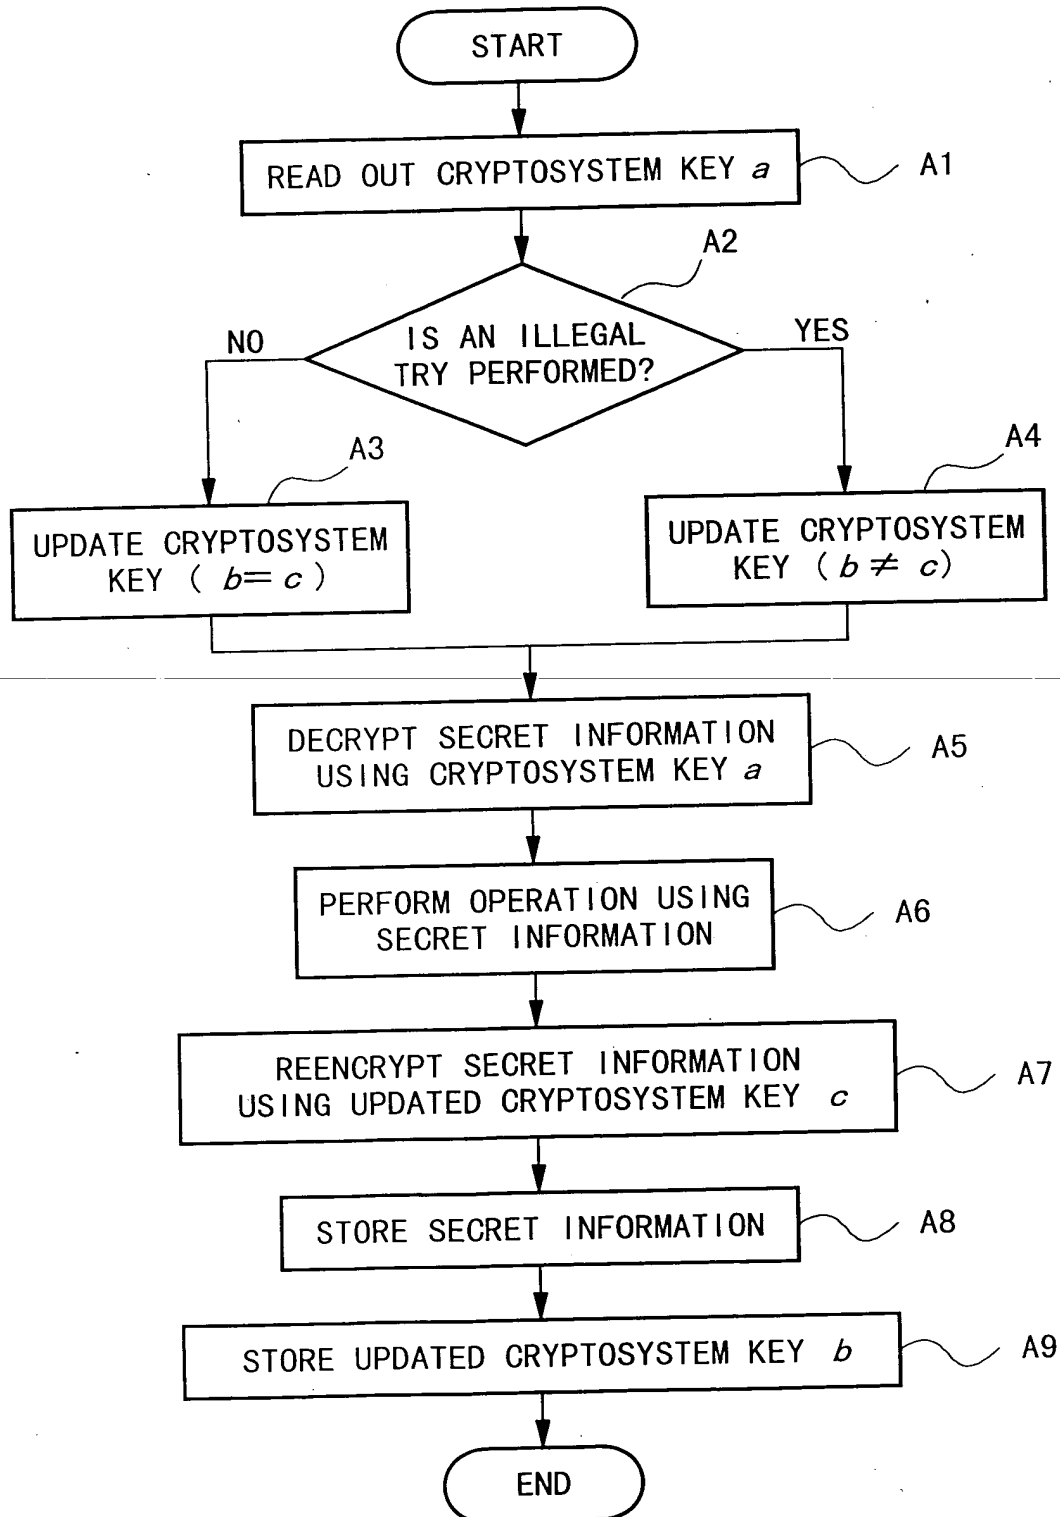 START
READ OUT CRYPTOSYSTEM KEY a
A1
A2
IS AN ILLEGAL
TRY PERFORMED?
NO
YES
A3
A4
UPDATE CRYPTOSYSTEM
KEY ( b= c )
UPDATE CRYPTOSYSTEM
KEY ( b ≠ c)
DECRYPT SECRET INFORMATION
USING CRYPTOSYSTEM KEY a
A5
PERFORM OPERATION USING
SECRET INFORMATION
A6
REENCRYPT SECRET INFORMATION
USING UPDATED CRYPTOSYSTEM KEY c
A7
STORE SECRET INFORMATION
A8
STORE UPDATED CRYPTOSYSTEM KEY b
A9
END